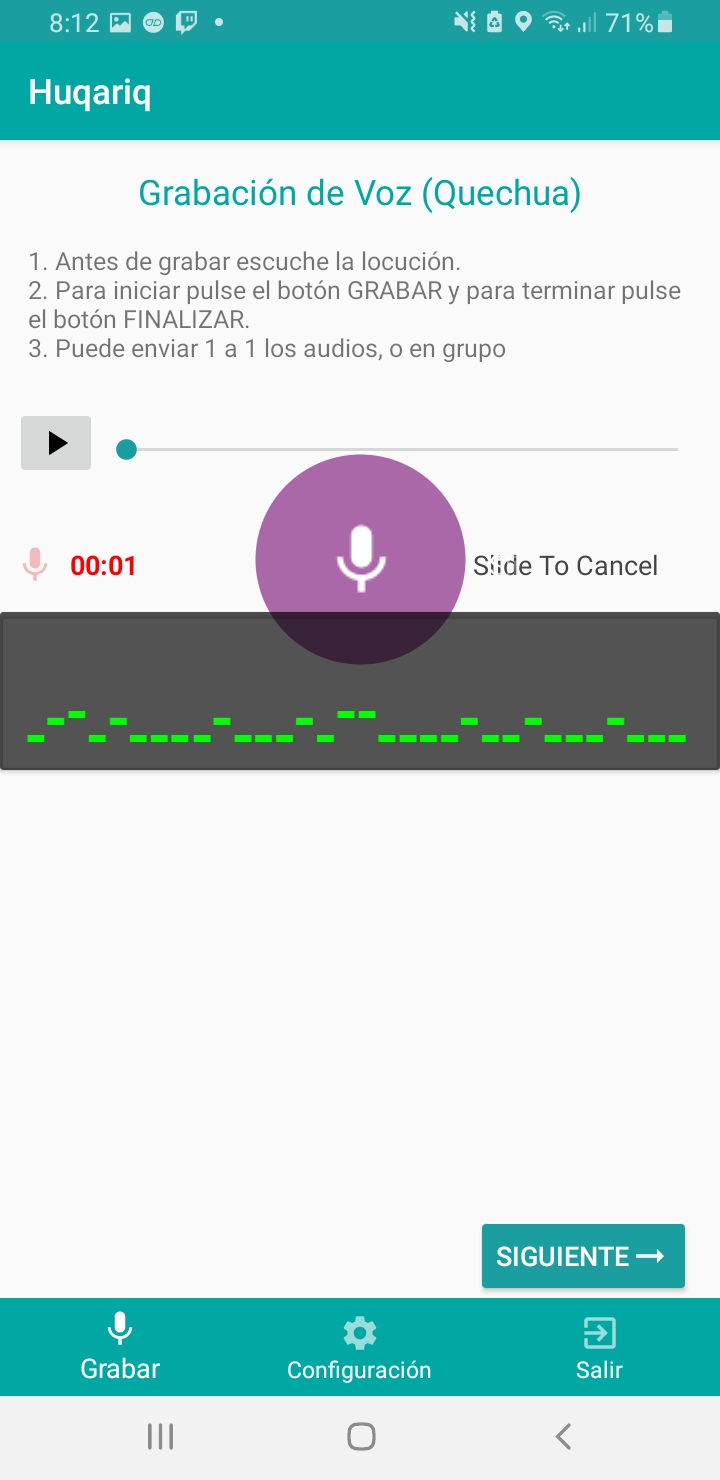 8:12
71%
Huqariq
Grabación de Voz (Quechua)
1. Antes de grabar escuche la locución.
2. Para iniciar pulse el botón GRABAR y para terminar pulse
el botón FINALIZAR.
3. Puede enviar 1 a 1 los audios, o en grupo
00:01
Slide To Cancel
SIGUIENTE
Grabar
Configuración
Salir